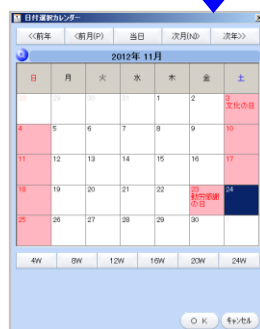 日付選択カレンダー
<<前年 <前月(P) 当日 次月(N)> 次年>>
2012年 11月
日 月 火 水 木 金 土
28 29 30 31 1 2 3
文化の日
4 5 6 7 8 9 10
11 12 13 14 15 16 17
18 19 20 21 22 23 24
勤労感謝
の日
25 26 27 28 29 30
4W 8W 12W 16W 20W 24W
O K キャンセル